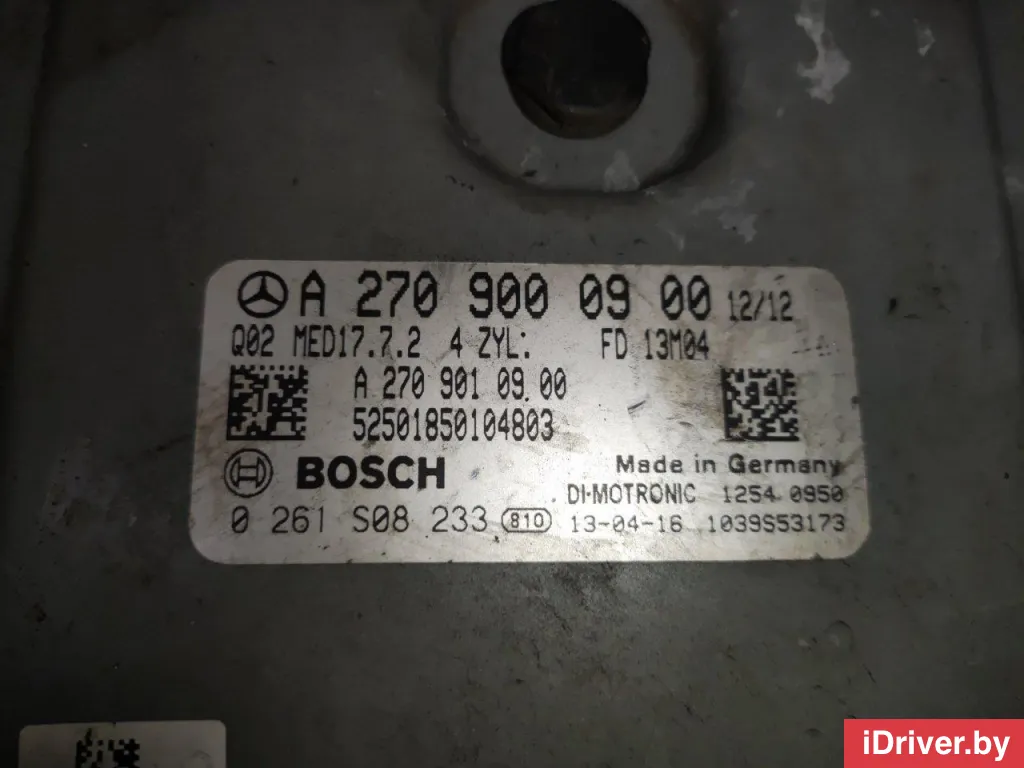 A 270 900 09 00 12/12
Q02 MED17.7.2 4 ZYL: FD 13M04
A 270 901 09 00
52501850104803
BOSCH Made in Germany
DI-MOTRONIC 1254 0950
0 261 S08 233 810 13-04-16 1039S53173
iDriver.by